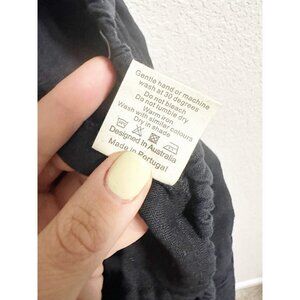 Gentle hand or machine
wash at 30 degrees
Do not bleach
Do not tumble dry
Warm iron
Wash with similar colours
Dry in shade
Designed in Australia
Made in Portugal